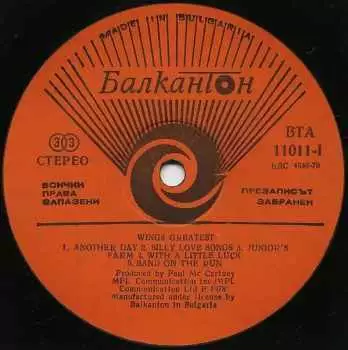 MADE IN BULGARIA
Балкантон
33
СТЕРЕО
ВТА
11011-I
БДС
ВСИЧКИ
ПРАВА
ЗАПАЗЕНИ
ПРЕЗАПИСЪТ
ЗАБРАНЕН
WINGS GREATEST
1. ANOTHER DAY 2. SILLY LOVE SONGS 3. JUNIOR'S
FARM 4. WITH A LITTLE LUCK
5. BAND ON THE RUN
Produced by Paul Mc Cartney
MPL Communication inc/MPL
Communication Ltd P 1978
Manufactured under license by
Balkanton in Bulgaria